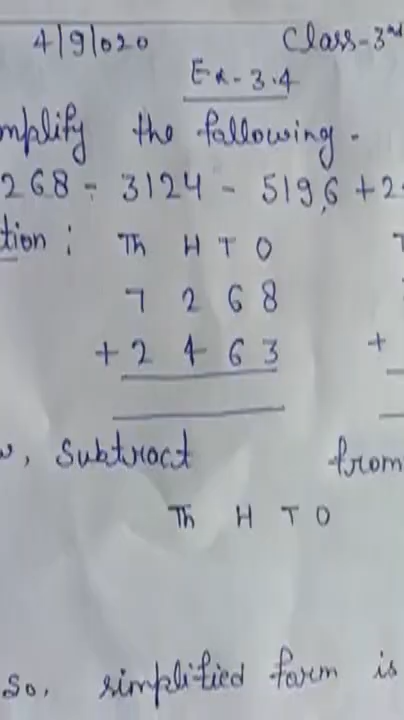 4/9/020 Class-3rd
Ex-3.4
mplify the following.
268 - 3124 - 5196 + 2
tion : Th H T O
7 2 6 8
+ 2 4 6 3 +
, Subtract from
Th H T O
So, simplified form is